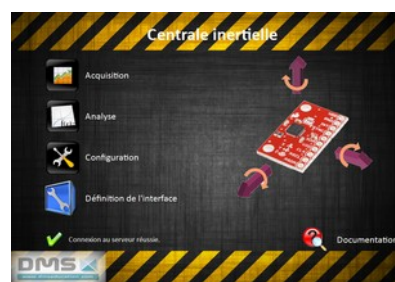 Centrale inertielle
Acquisition
Analyse
Configuration
Définition de l'interface
Connexion au serveur réussie.
Documentation
DMS